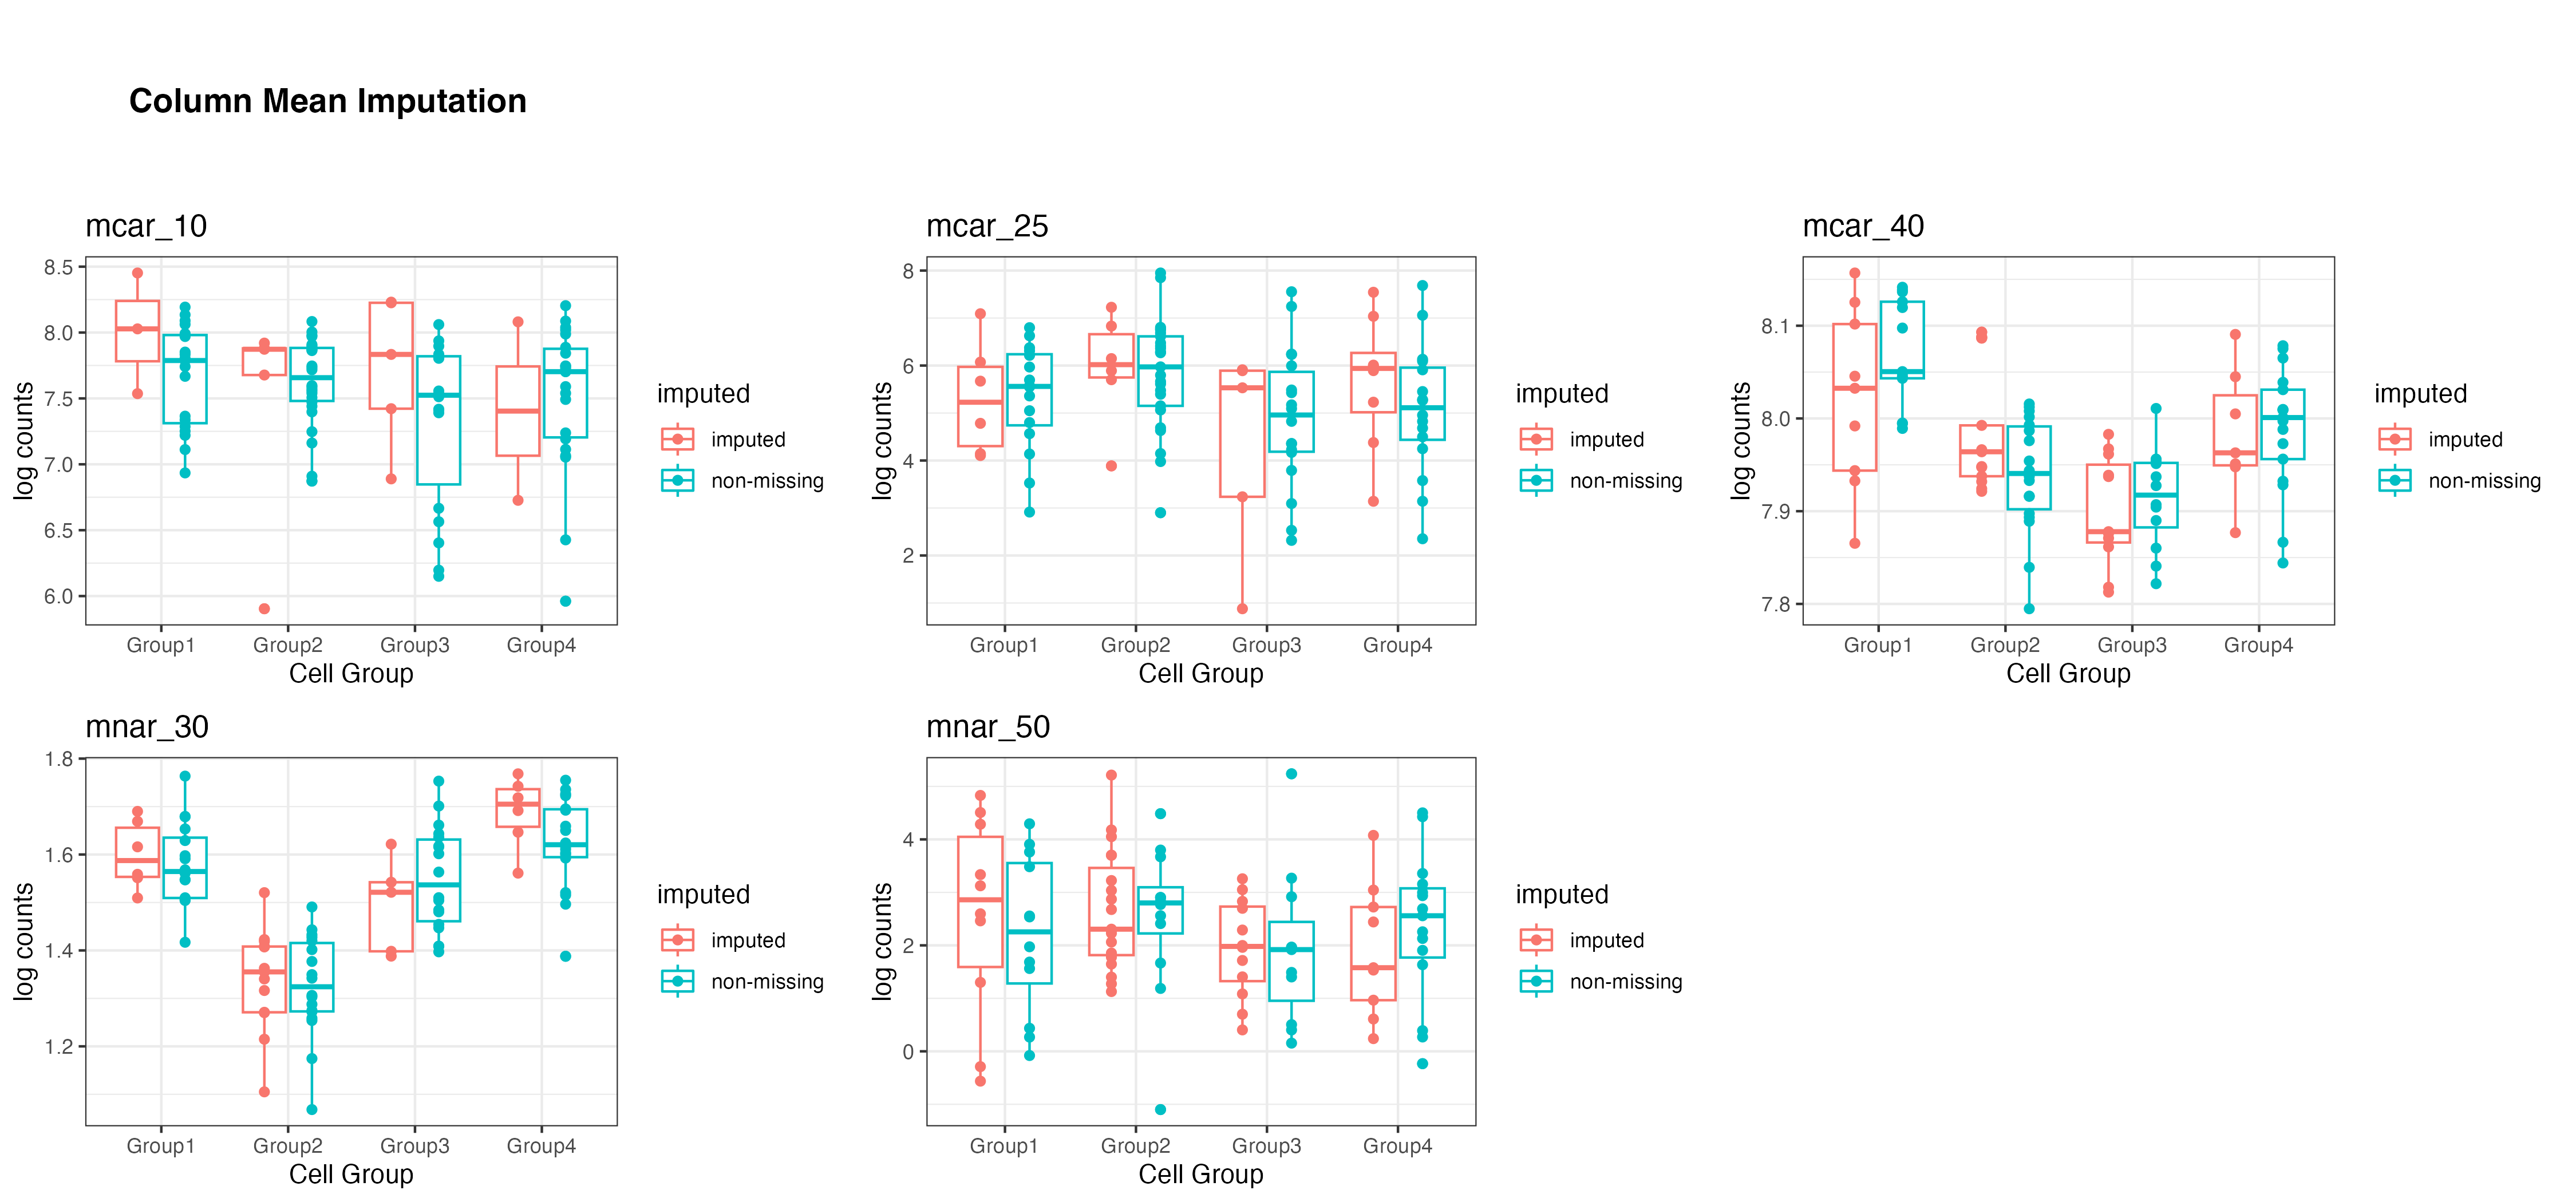 Column Mean Imputation
mcar_10
8.5
8.0
7.5
7.0
6.5
6.0
log counts
Group1 Group2 Group3 Group4
Cell Group
imputed
imputed
non-missing
mcar_25
8
6
4
2
log counts
Group1 Group2 Group3 Group4
Cell Group
imputed
imputed
non-missing
mcar_40
8.1
8.0
7.9
7.8
log counts
Group1 Group2 Group3 Group4
Cell Group
imputed
imputed
non-missing
mnar_30
1.8
1.6
1.4
1.2
log counts
Group1 Group2 Group3 Group4
Cell Group
imputed
imputed
non-missing
mnar_50
4
2
0
log counts
Group1 Group2 Group3 Group4
Cell Group
imputed
imputed
non-missing